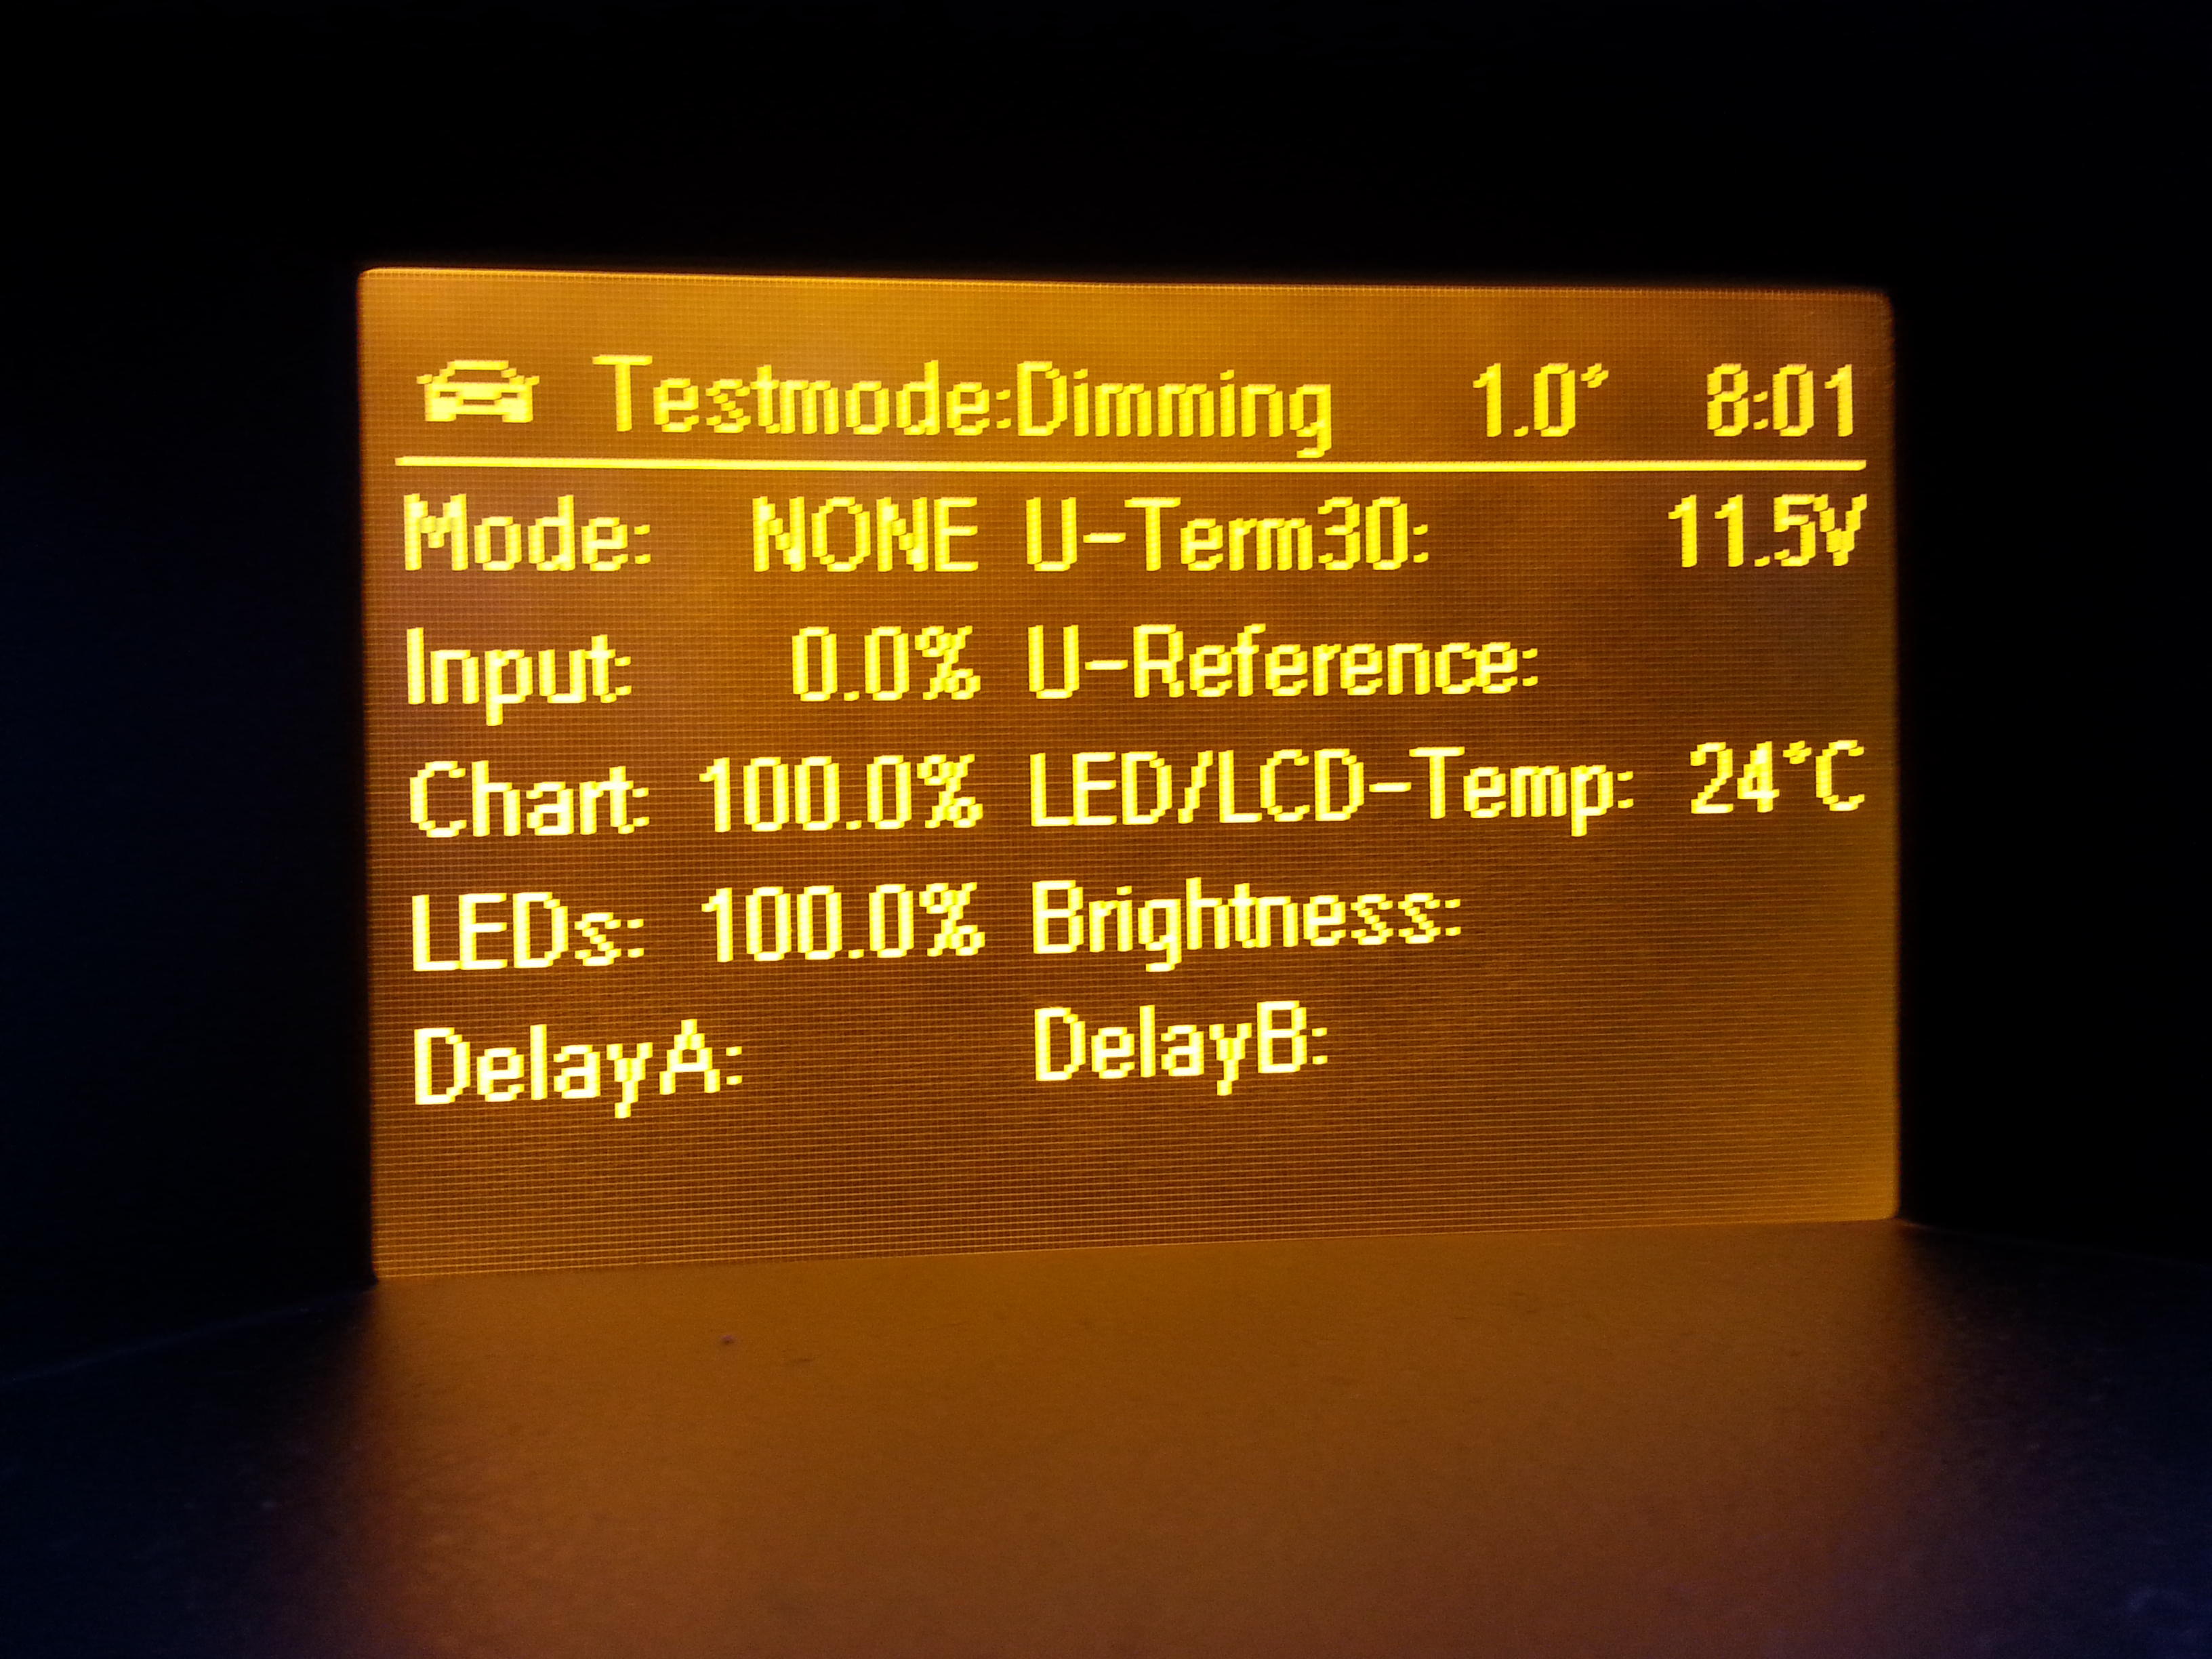 Testmode:Dimming 1.0° 8:01
Mode: NONE U-Term30: 11.5V
Input: 0.0% U-Reference:
Chart: 100.0% LED/LCD-Temp: 24°C
LEDs: 100.0% Brightness:
DelayA: DelayB: